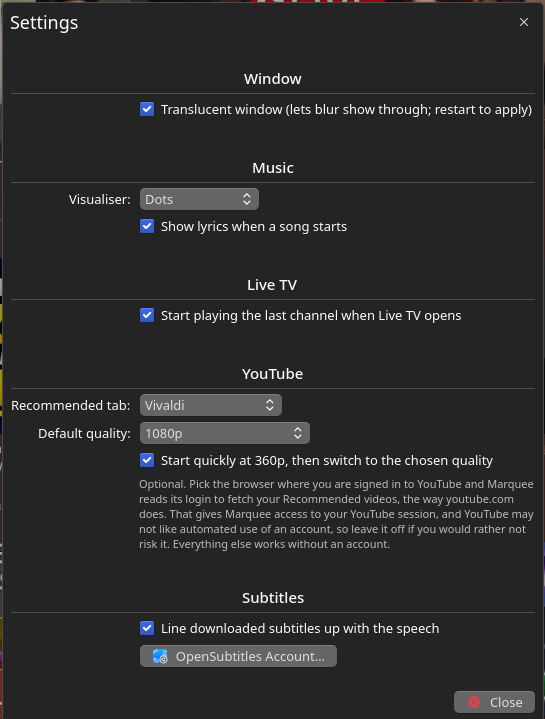 Settings
Window
Translucent window (lets blur show through; restart to apply)
Music
Visualiser: Dots
Show lyrics when a song starts
Live TV
Start playing the last channel when Live TV opens
YouTube
Recommended tab: Vivaldi
Default quality: 1080p
Start quickly at 360p, then switch to the chosen quality
Optional. Pick the browser where you are signed in to YouTube and Marquee
reads its login to fetch your Recommended videos, the way youtube.com
does. That gives Marquee access to your YouTube session, and YouTube may
not like automated use of an account, so leave it off if you would rather not
risk it. Everything else works without an account.
Subtitles
Line downloaded subtitles up with the speech
OpenSubtitles Account...
Close